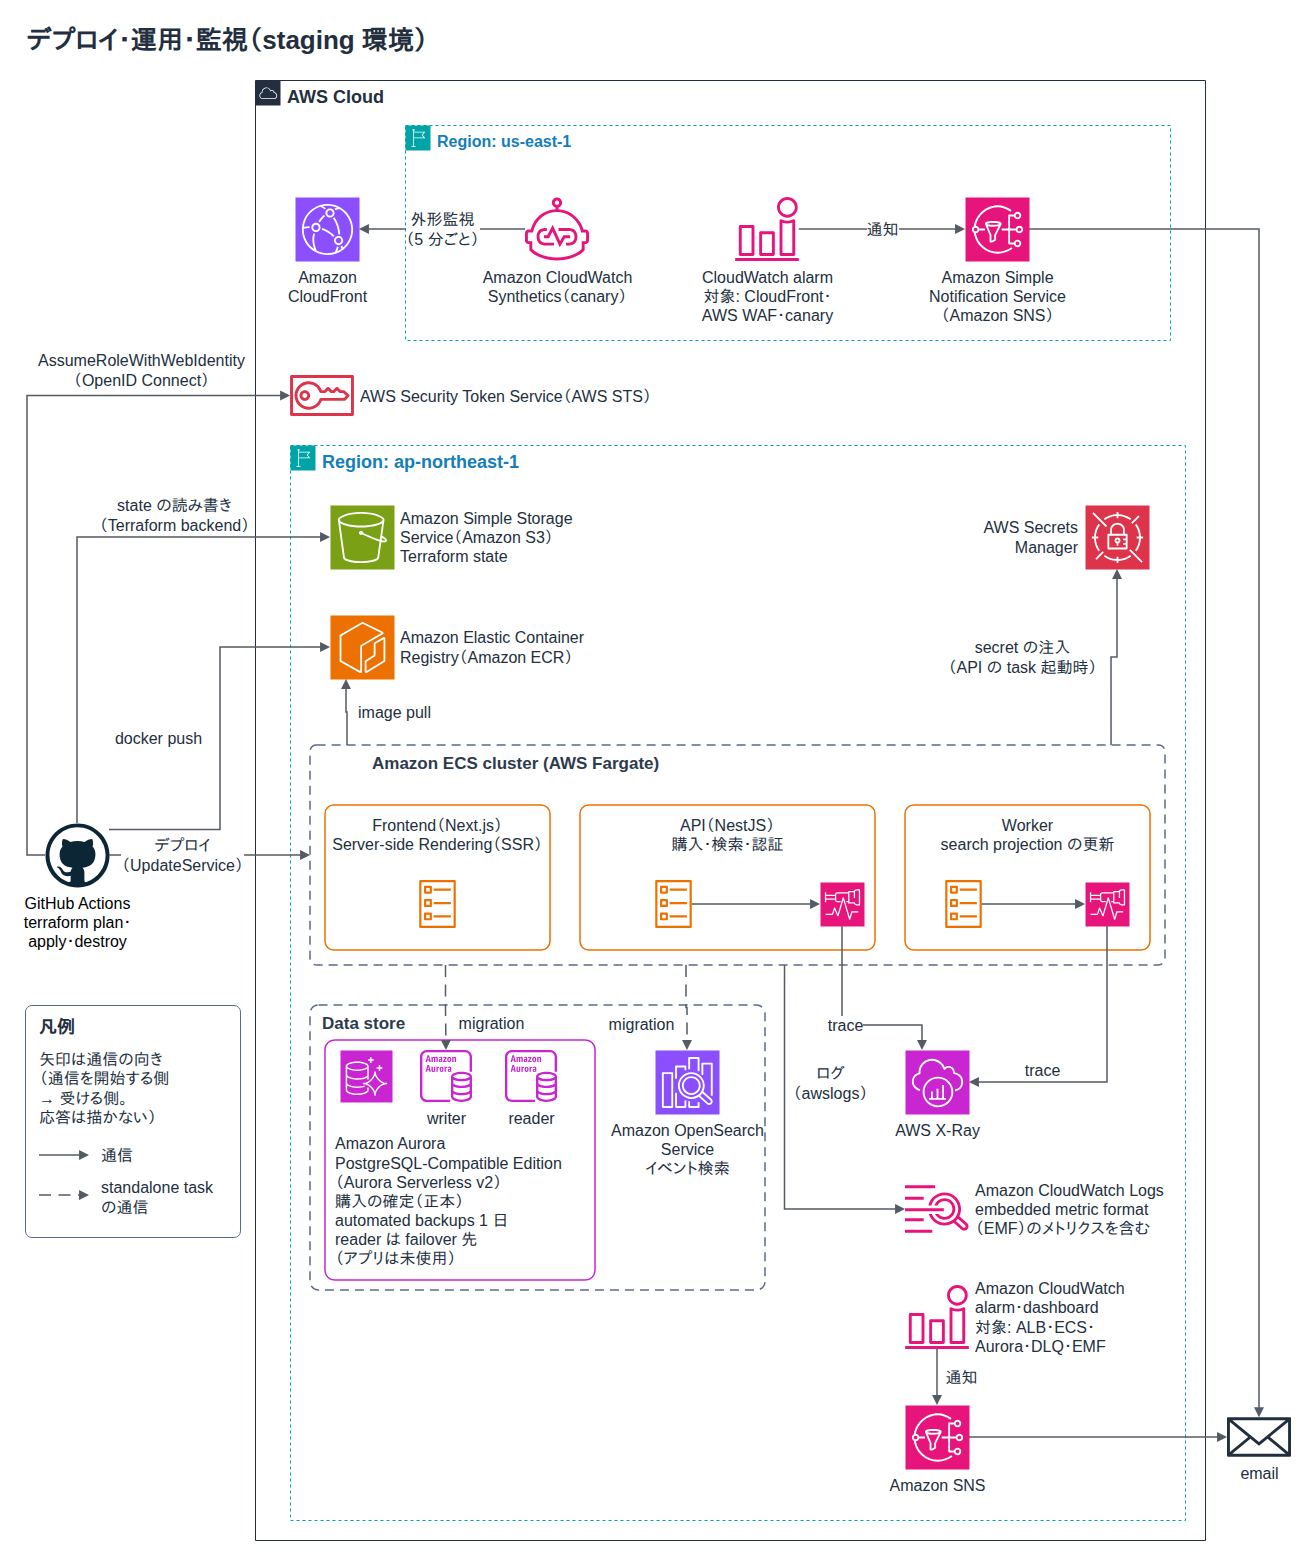 デプロイ･運用･監視（staging 環境）
AWS Cloud
Region: us-east-1
外形監視
（5 分ごと）
通知
Amazon
CloudFront
Amazon CloudWatch
Synthetics（canary）
CloudWatch alarm
対象: CloudFront･
AWS WAF･canary
Amazon Simple
Notification Service
（Amazon SNS）
AssumeRoleWithWebIdentity
（OpenID Connect）
AWS Security Token Service（AWS STS）
Region: ap-northeast-1
state の読み書き
（Terraform backend）
Amazon Simple Storage
Service（Amazon S3）
Terraform state
AWS Secrets
Manager
Amazon Elastic Container
Registry（Amazon ECR）
secret の注入
（API の task 起動時）
image pull
docker push
Amazon ECS cluster (AWS Fargate)
デプロイ
（UpdateService）
Frontend（Next.js）
Server-side Rendering（SSR）
API（NestJS）
購入･検索･認証
Worker
search projection の更新
GitHub Actions
terraform plan･
apply･destroy
Data store
migration
migration
trace
trace
ログ
（awslogs）
Amazon
Aurora
writer
Amazon
Aurora
reader
Amazon Aurora
PostgreSQL-Compatible Edition
（Aurora Serverless v2）
購入の確定（正本）
automated backups 1 日
reader は failover 先
（アプリは未使用）
Amazon OpenSearch
Service
イベント検索
AWS X-Ray
凡例
矢印は通信の向き
（通信を開始する側
→ 受ける側。
応答は描かない）
通信
standalone task
の通信
Amazon CloudWatch Logs
embedded metric format
（EMF）のメトリクスを含む
Amazon CloudWatch
alarm･dashboard
対象: ALB･ECS･
Aurora･DLQ･EMF
通知
Amazon SNS
email